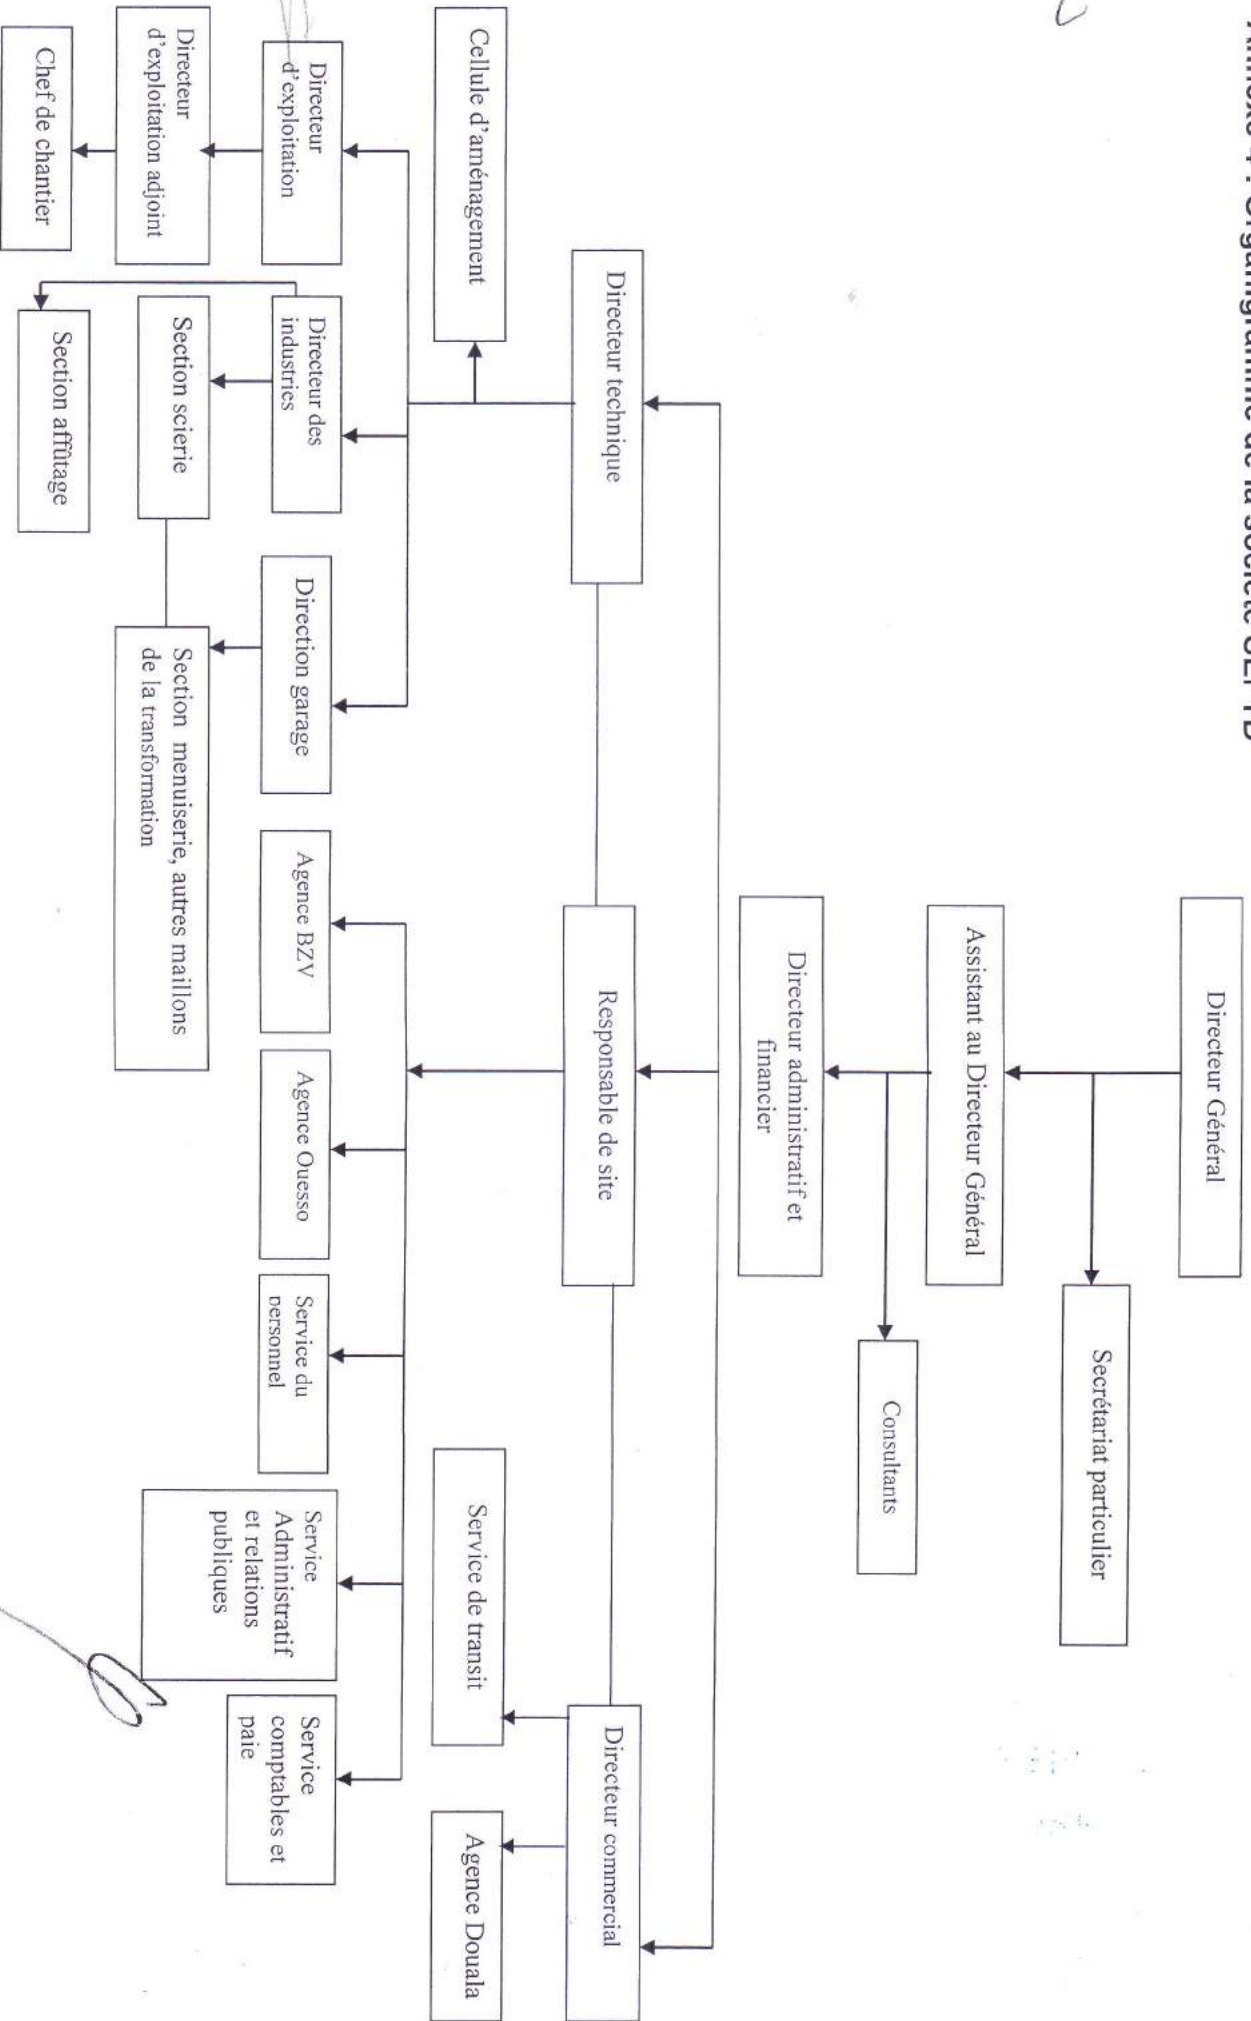 Annexe 4 : Organigramme de la société
Directeur Général
Secrétariat particulier
Assistant au Directeur Général
Consultants
Directeur administratif et
financier
Directeur technique
Responsable de site
Directeur commercial
Cellule d'aménagement
Service de transit
Agence Douala
Directeur
d'exploitation
Directeur des
industries
Direction garage
Agence BZV
Agence Ouesso
Service du
personnel
Service
Administratif
et relations
publiques
Service
comptables et
paie
Directeur
d'exploitation adjoint
Section scierie
Section menuiserie, autres maillons
de la transformation
Chef de chantier
Section affûtage